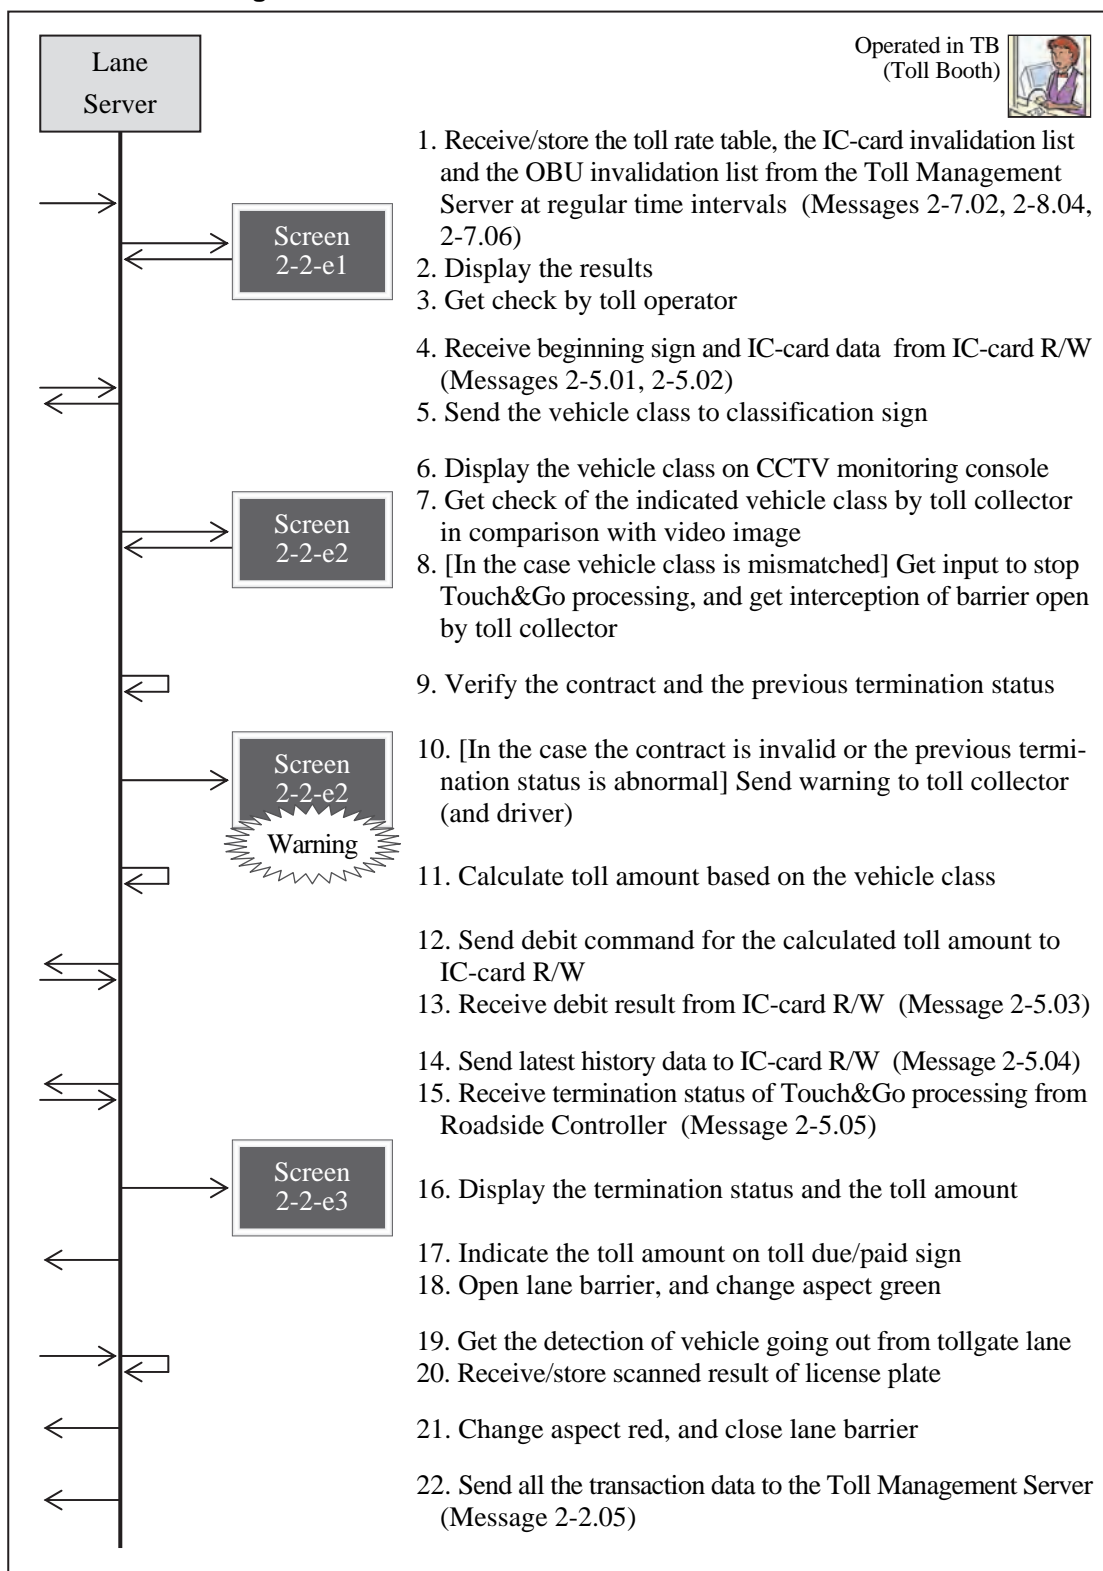 Lane
Server
Operated in TB
(Toll Booth)
1. Receive/store the toll rate table, the IC-card invalidation list
and the OBU invalidation list from the Toll Management
Server at regular time intervals (Messages 2-7.02, 2-8.04,
2-7.06)
Screen
2-2-e1
2. Display the results
3. Get check by toll operator
4. Receive beginning sign and IC-card data from IC-card R/W
(Messages 2-5.01, 2-5.02)
5. Send the vehicle class to classification sign
6. Display the vehicle class on CCTV monitoring console
7. Get check of the indicated vehicle class by toll collector
in comparison with video image
Screen
2-2-e2
8. [In the case vehicle class is mismatched] Get input to stop
Touch&Go processing, and get interception of barrier open
by toll collector
9. Verify the contract and the previous termination status
10. [In the case the contract is invalid or the previous termi-
nation status is abnormal] Send warning to toll collector
(and driver)
Screen
2-2-e2
Warning
11. Calculate toll amount based on the vehicle class
12. Send debit command for the calculated toll amount to
IC-card R/W
13. Receive debit result from IC-card R/W (Message 2-5.03)
14. Send latest history data to IC-card R/W (Message 2-5.04)
15. Receive termination status of Touch&Go processing from
Roadside Controller (Message 2-5.05)
Screen
2-2-e3
16. Display the termination status and the toll amount
17. Indicate the toll amount on toll due/paid sign
18. Open lane barrier, and change aspect green
19. Get the detection of vehicle going out from tollgate lane
20. Receive/store scanned result of license plate
21. Change aspect red, and close lane barrier
22. Send all the transaction data to the Toll Management Server
(Message 2-2.05)